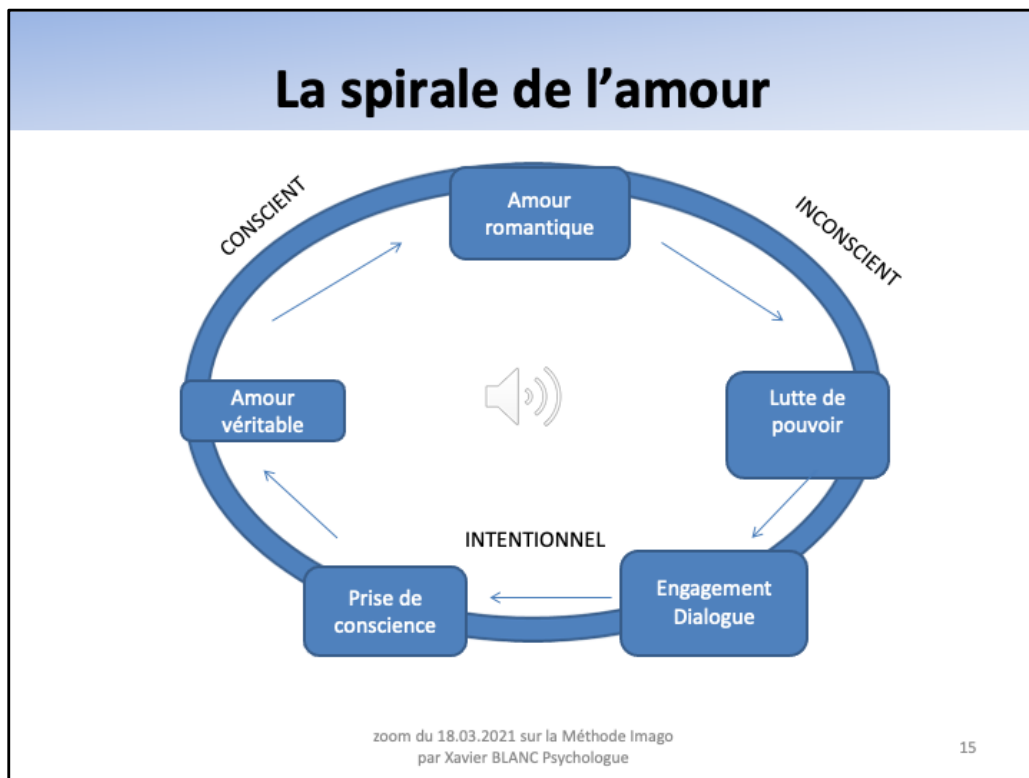 La spirale de l’amour
CONSCIENT
Amour
romantique
INCONSCIENT
Amour
véritable
Lutte de
pouvoir
INTENTIONNEL
Prise de
conscience
Engagement
Dialogue
zoom du 18.03.2021 sur la Méthode Imago
par Xavier BLANC Psychologue
15